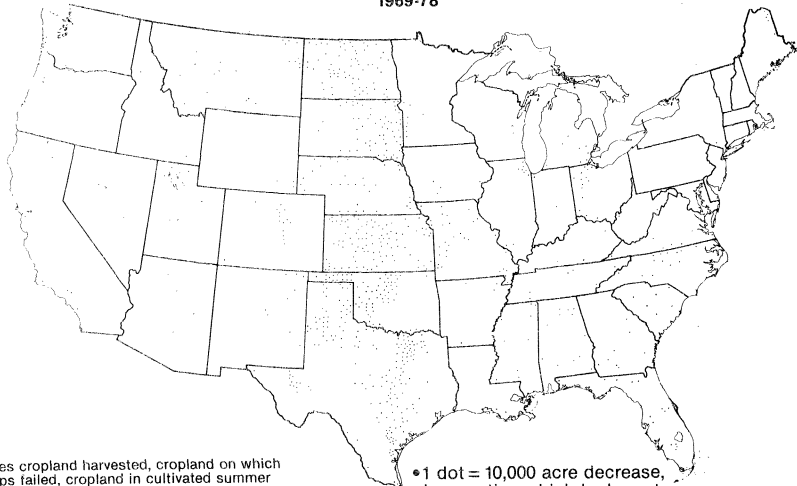 1969-78
es cropland harvested, cropland on which
ps failed, cropland in cultivated summer
1 dot = 10,000 acre decrease,